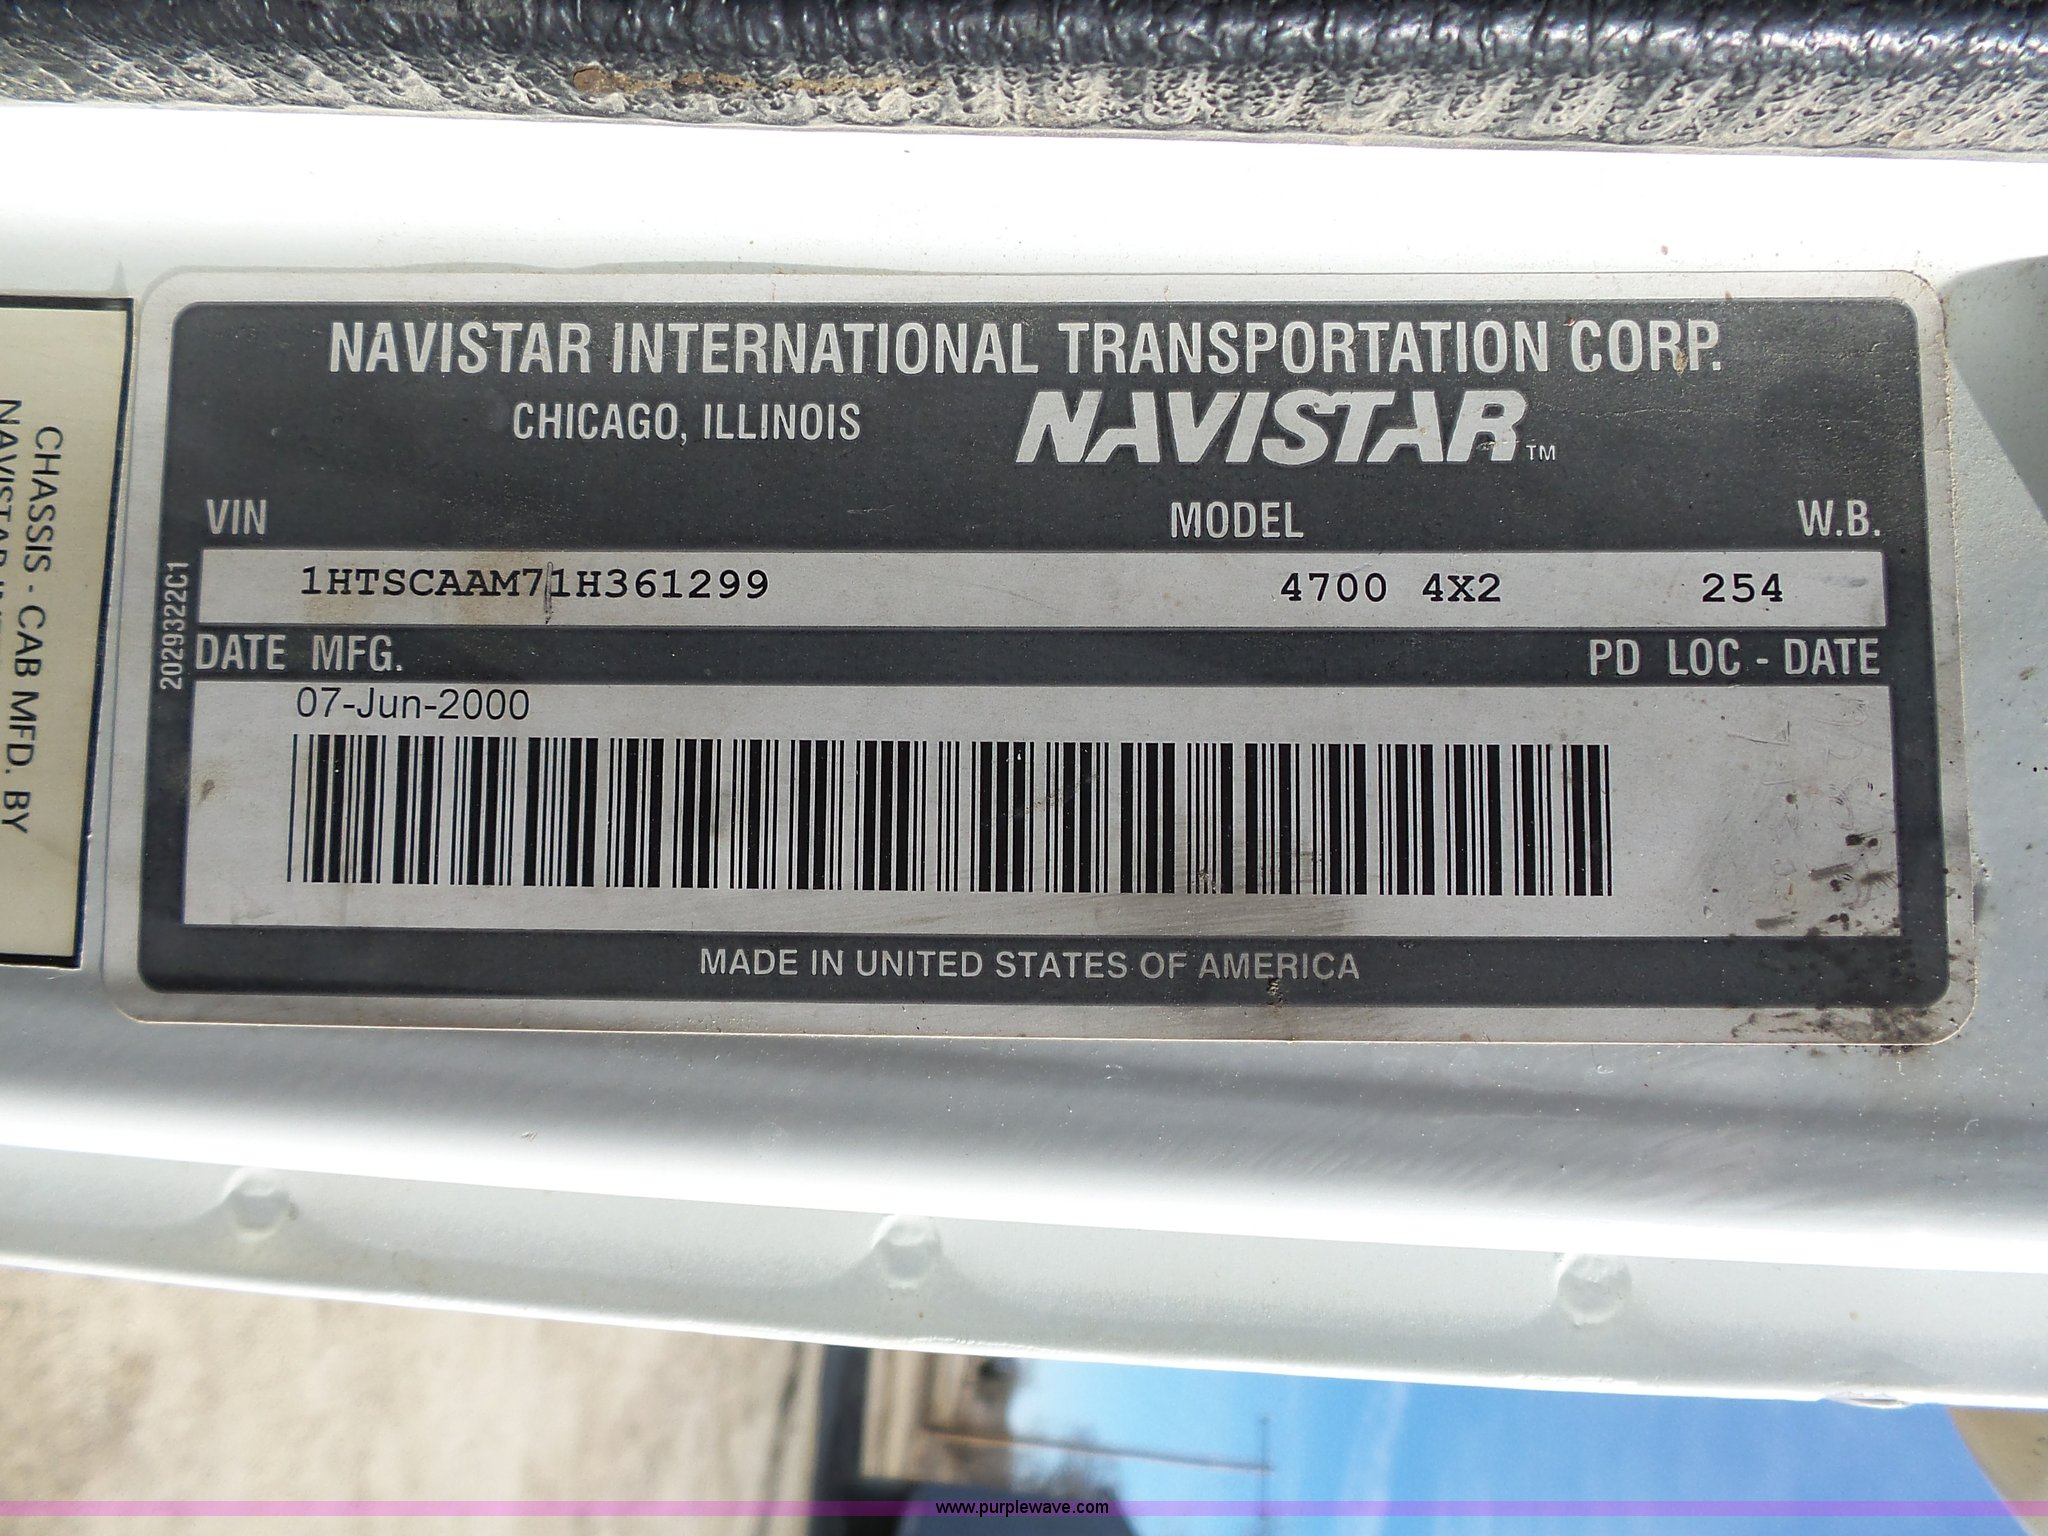 NAVISTAR INTERNATIONAL TRANSPORTATION CORP.
CHICAGO, ILLINOIS
NAVISTAR™
VIN MODEL W.B.
1HTSCAAM71H361299 4700 4X2 254
2029322C1
DATE MFG. PD LOC - DATE
07-Jun-2000
MADE IN UNITED STATES OF AMERICA
CHASSIS - CAB MFD. BY
NAVISTAR
www.purplewave.com